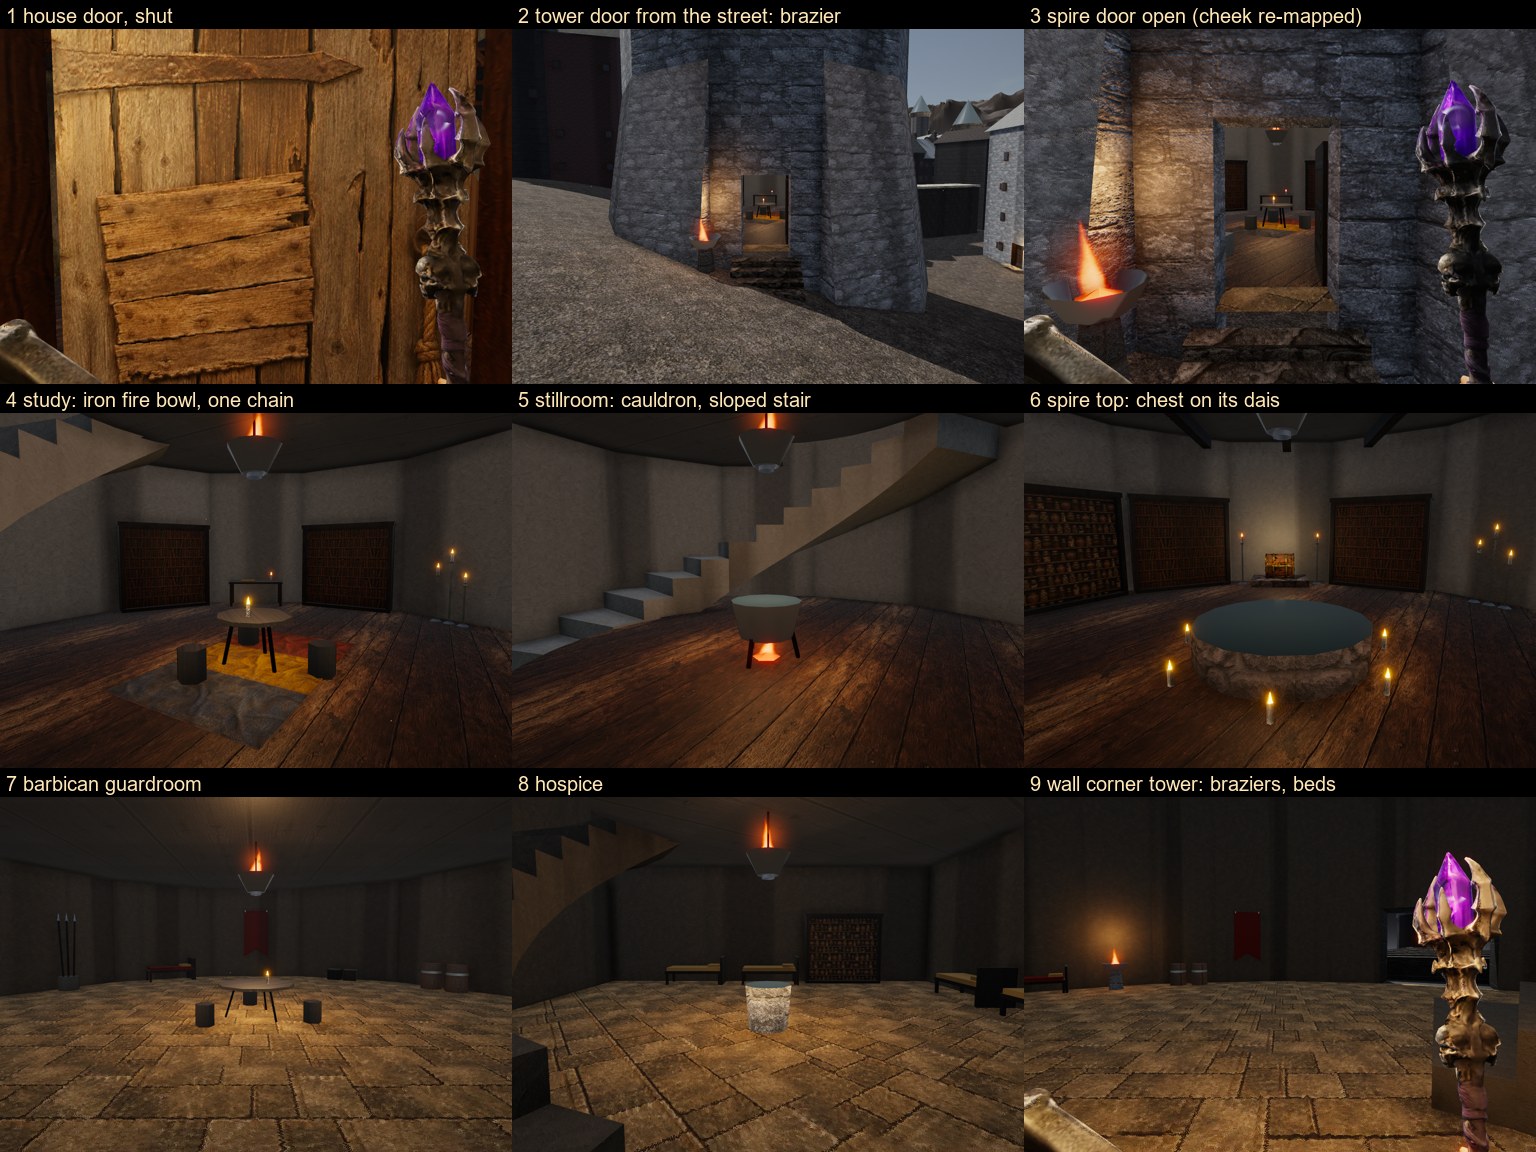 1 house door, shut
2 tower door from the street: brazier
3 spire door open (cheek re-mapped)
4 study: iron fire bowl, one chain
5 stillroom: cauldron, sloped stair
6 spire top: chest on its dais
7 barbican guardroom
8 hospice
9 wall corner tower: braziers, beds